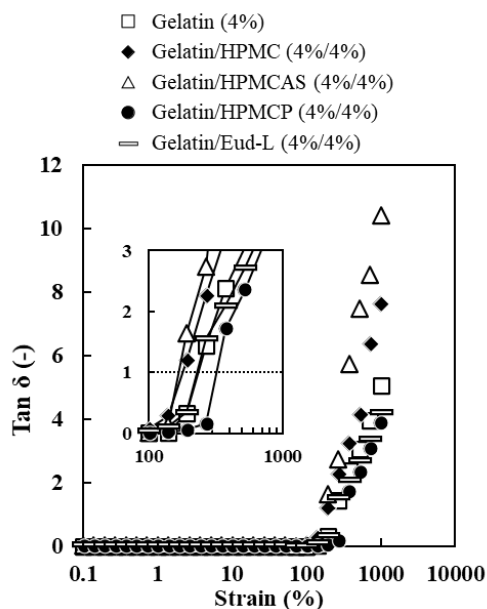 Gelatin (4%)
Gelatin/HPMC (4%/4%)
Gelatin/HPMCAS (4%/4%)
Gelatin/HPMCP (4%/4%)
Gelatin/Eud-L (4%/4%)
12
10
8
6
4
2
0
Tan δ (-)
3
2
1
0
100
1000
0.1
1
10
100
1000
10000
Strain (%)